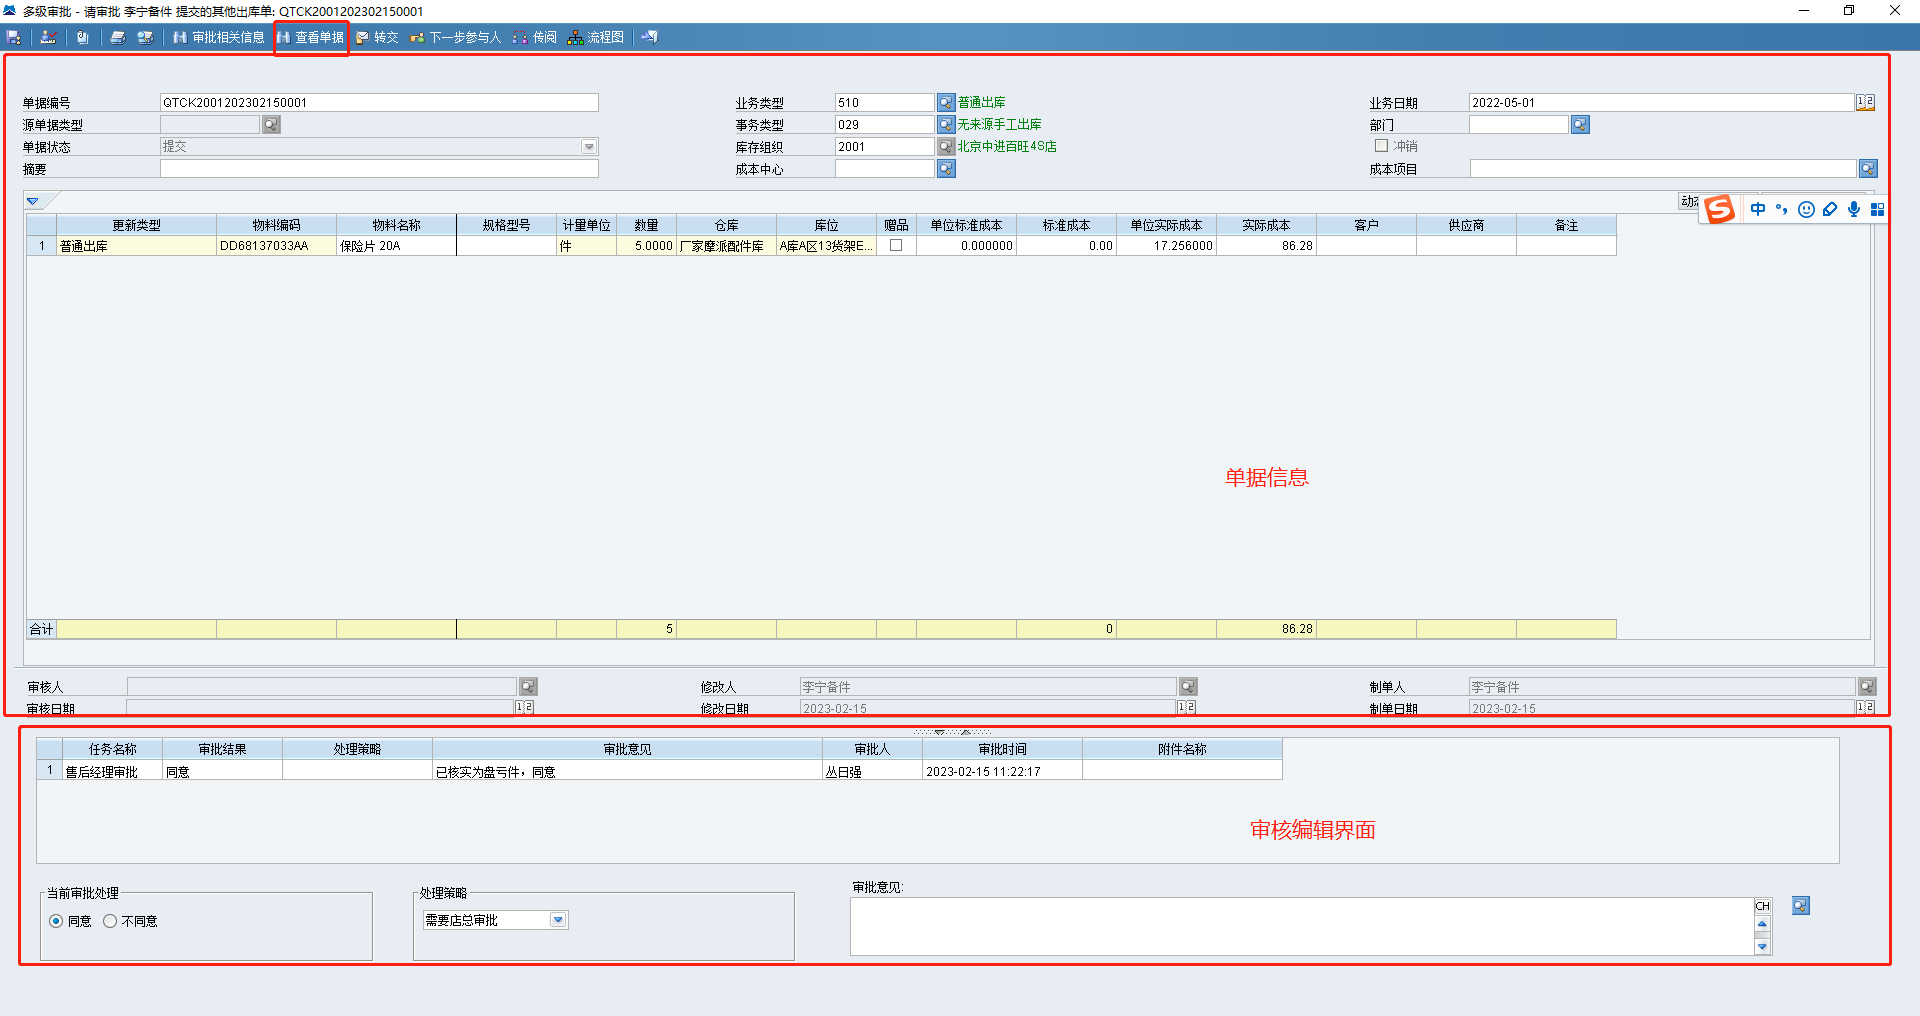 多级审批 - 请审批 李宁备件 提交的其他出库单: QTCK2001202302150001
审批相关信息 查看单据 转交 下一步参与人 传阅 流程图
单据编号 QTCK2001202302150001 业务类型 510 普通出库 业务日期 2022-05-01
源单据类型 事务类型 029 无来源手工出库 部门
单据状态 提交 库存组织 2001 北京中进百旺4S店 冲销
摘要 成本中心 成本项目
中
更新类型 物料编码 物料名称 规格型号 计量单位 数量 仓库 库位 赠品 单位标准成本 标准成本 单位实际成本 实际成本 客户 供应商 备注
1 普通出库 DD68137033AA 保险片 20A 件 5.0000 厂家摩派配件库 A库A区13货架E... 0.000000 0.00 17.256000 86.28
单据信息
合计 5 0 86.28
审核人 修改人 李宁备件 制单人 李宁备件
审核日期 修改日期 2023-02-15 制单日期 2023-02-15
任务名称 审批结果 处理策略 审批意见 审批人 审批时间 附件名称
1 售后经理审批 同意 已核实为盘亏件，同意 丛日强 2023-02-15 11:22:17
审核编辑界面
当前审批处理 处理策略 审批意见:
同意 不同意 需要店总审批 CH